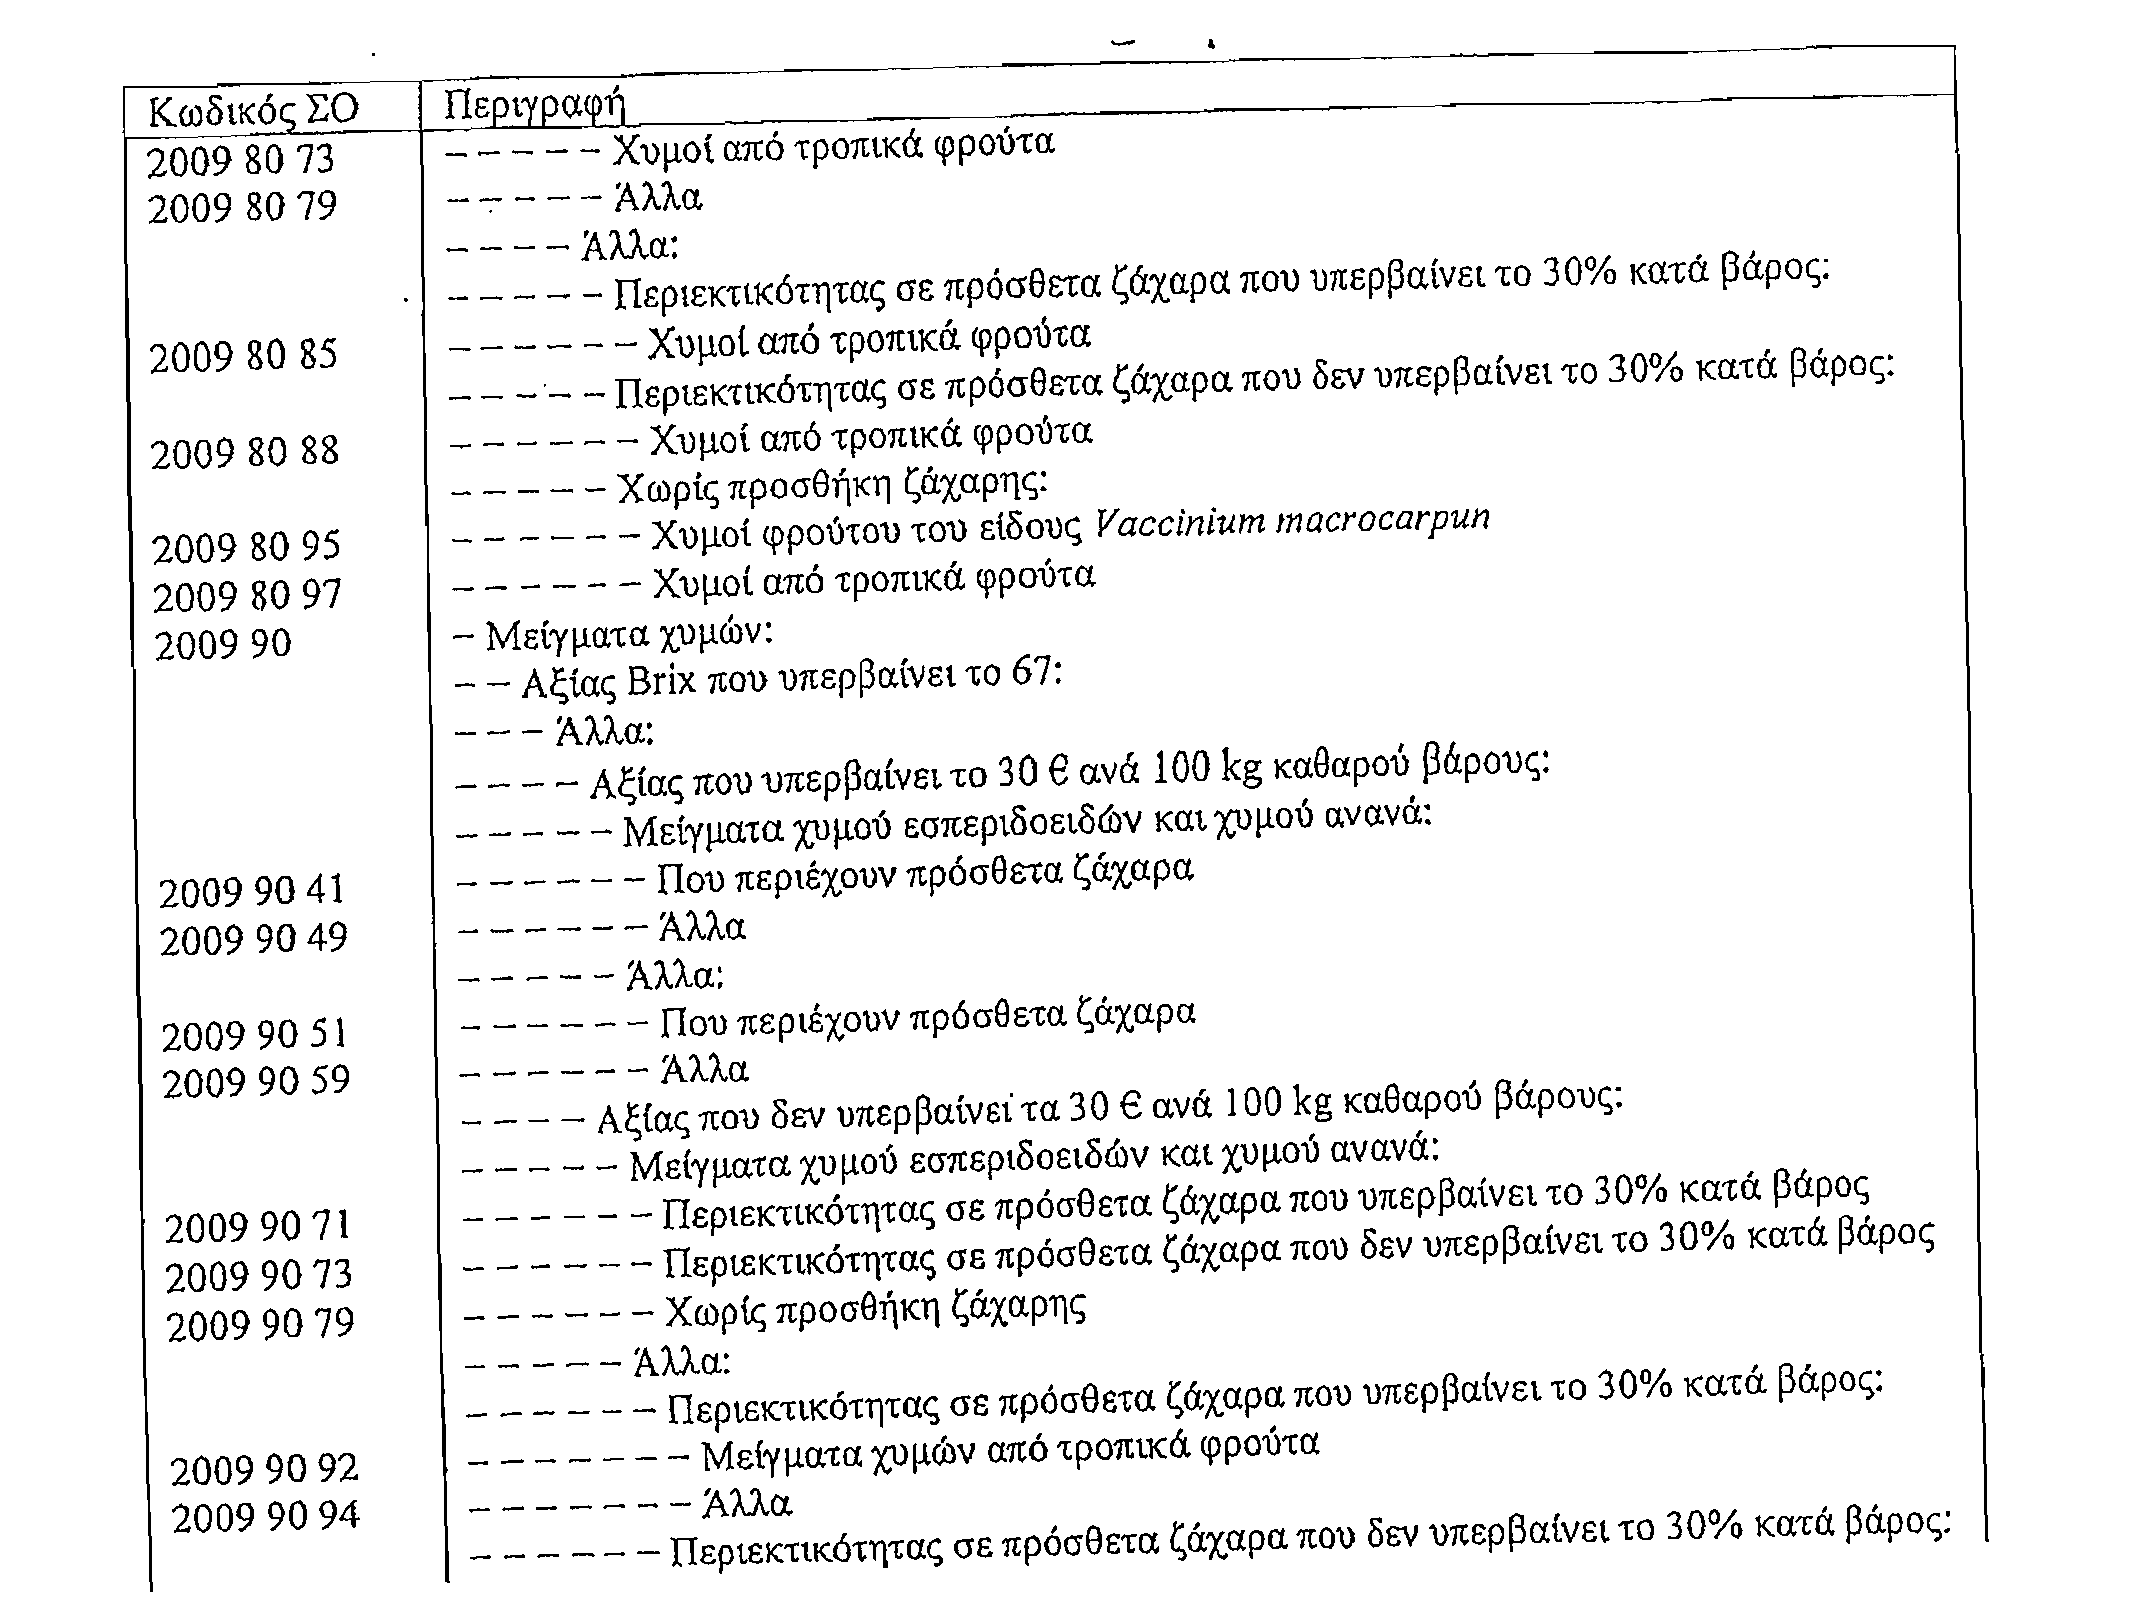 Κωδικός ΣΟ Περιγραφή
2009 80 73 – – – – – Χυμοί από τροπικά φρούτα
2009 80 79 – – – – – Άλλα
– – – – Άλλα:
– – – – – Περιεκτικότητας σε πρόσθετα ζάχαρα που υπερβαίνει το 30% κατά βάρος:
2009 80 85 – – – – – – Χυμοί από τροπικά φρούτα
– – – – – Περιεκτικότητας σε πρόσθετα ζάχαρα που δεν υπερβαίνει το 30% κατά βάρος:
2009 80 88 – – – – – – Χυμοί από τροπικά φρούτα
– – – – – Χωρίς προσθήκη ζάχαρης:
2009 80 95 – – – – – – Χυμοί φρούτου του είδους Vaccinium macrocarpun
2009 80 97 – – – – – – Χυμοί από τροπικά φρούτα
2009 90 – Μείγματα χυμών:
– – Αξίας Brix που υπερβαίνει το 67:
– – – Άλλα:
– – – – Αξίας που υπερβαίνει το 30 € ανά 100 kg καθαρού βάρους:
– – – – – Μείγματα χυμού εσπεριδοειδών και χυμού ανανά:
2009 90 41 – – – – – – Που περιέχουν πρόσθετα ζάχαρα
2009 90 49 – – – – – – Άλλα
– – – – – Άλλα:
2009 90 51 – – – – – – Που περιέχουν πρόσθετα ζάχαρα
2009 90 59 – – – – – – Άλλα
– – – – Αξίας που δεν υπερβαίνει τα 30 € ανά 100 kg καθαρού βάρους:
– – – – – Μείγματα χυμού εσπεριδοειδών και χυμού ανανά:
2009 90 71 – – – – – – Περιεκτικότητας σε πρόσθετα ζάχαρα που υπερβαίνει το 30% κατά βάρος
2009 90 73 – – – – – – Περιεκτικότητας σε πρόσθετα ζάχαρα που δεν υπερβαίνει το 30% κατά βάρος
2009 90 79 – – – – – – Χωρίς προσθήκη ζάχαρης
– – – – – Άλλα:
– – – – – – Περιεκτικότητας σε πρόσθετα ζάχαρα που υπερβαίνει το 30% κατά βάρος:
2009 90 92 – – – – – – – Μείγματα χυμών από τροπικά φρούτα
2009 90 94 – – – – – – – Άλλα
– – – – – – Περιεκτικότητας σε πρόσθετα ζάχαρα που δεν υπερβαίνει το 30% κατά βάρος: